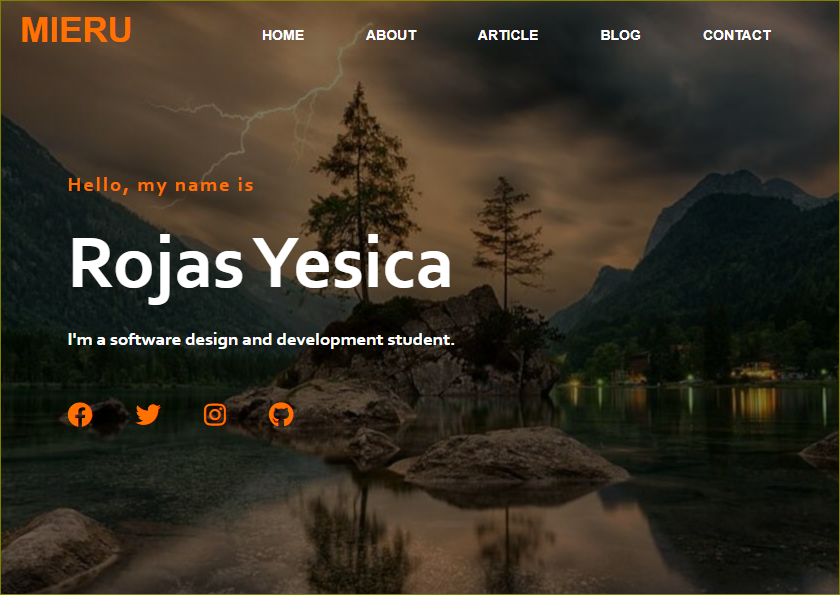 MIERU
HOME ABOUT ARTICLE BLOG CONTACT
Hello, my name is
Rojas Yesica
I'm a software design and development student.